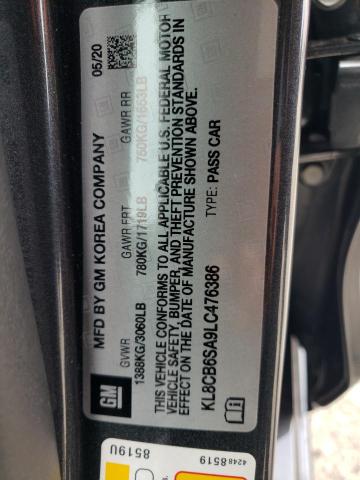 MFD BY GM KOREA COMPANY 05/20
GVWR GAWR FRT GAWR RR
1388KG/3060LB 780KG/1719LB 750KG/1653LB
THIS VEHICLE CONFORMS TO ALL APPLICABLE U.S. FEDERAL MOTOR
VEHICLE SAFETY, BUMPER, AND THEFT PREVENTION STANDARDS IN
EFFECT ON THE DATE OF MANUFACTURE SHOWN ABOVE.
KL8CB6SA9LC476386 TYPE: PASS CAR
GM
8519U
4248 8519